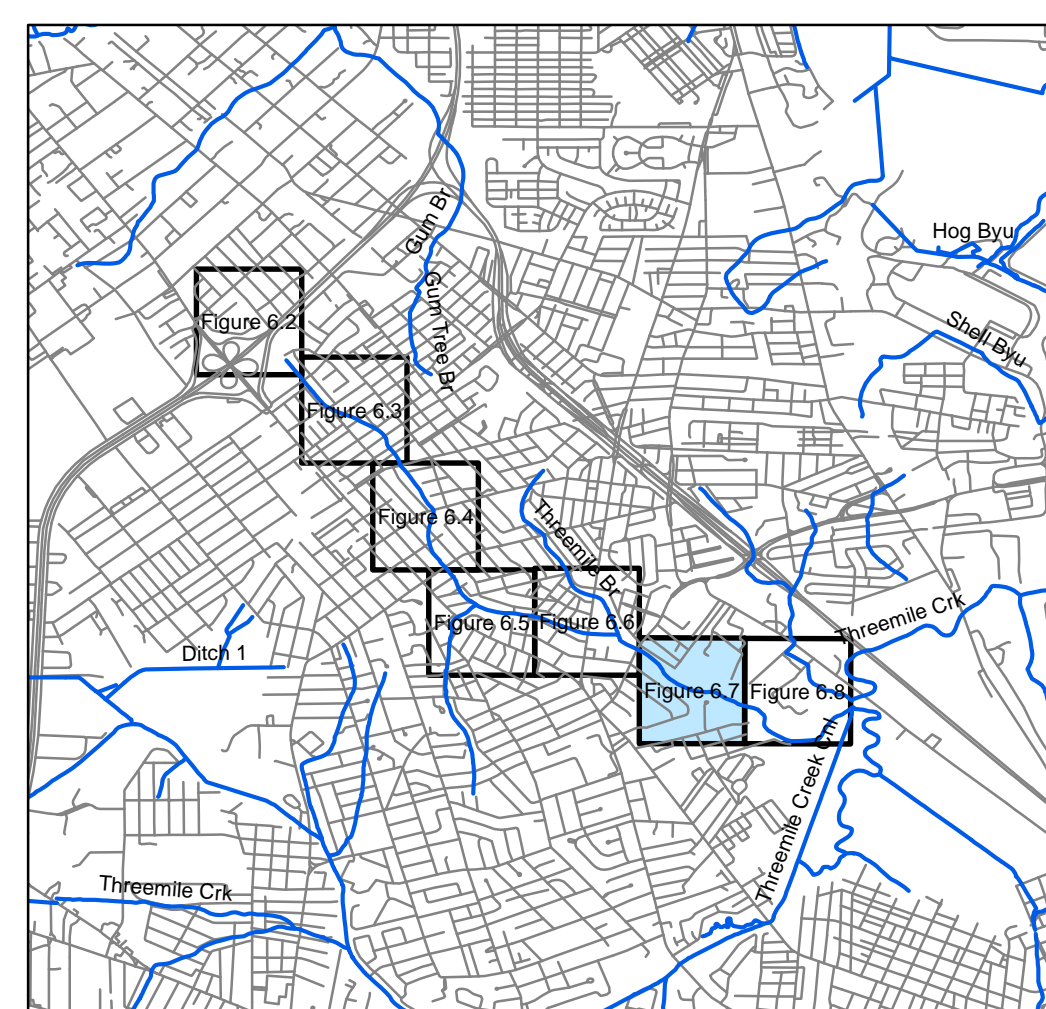 Gum Br
Hog Byu
Gum Tree Br
Figure 6.2
Shell Byu
Figure 6.3
Figure 6.4
Threemile Br
Figure 6.5
Figure 6.6
Threemile Crk
Ditch 1
Figure 6.7
Figure 6.8
Threemile Creek Cnl
Threemile Crk